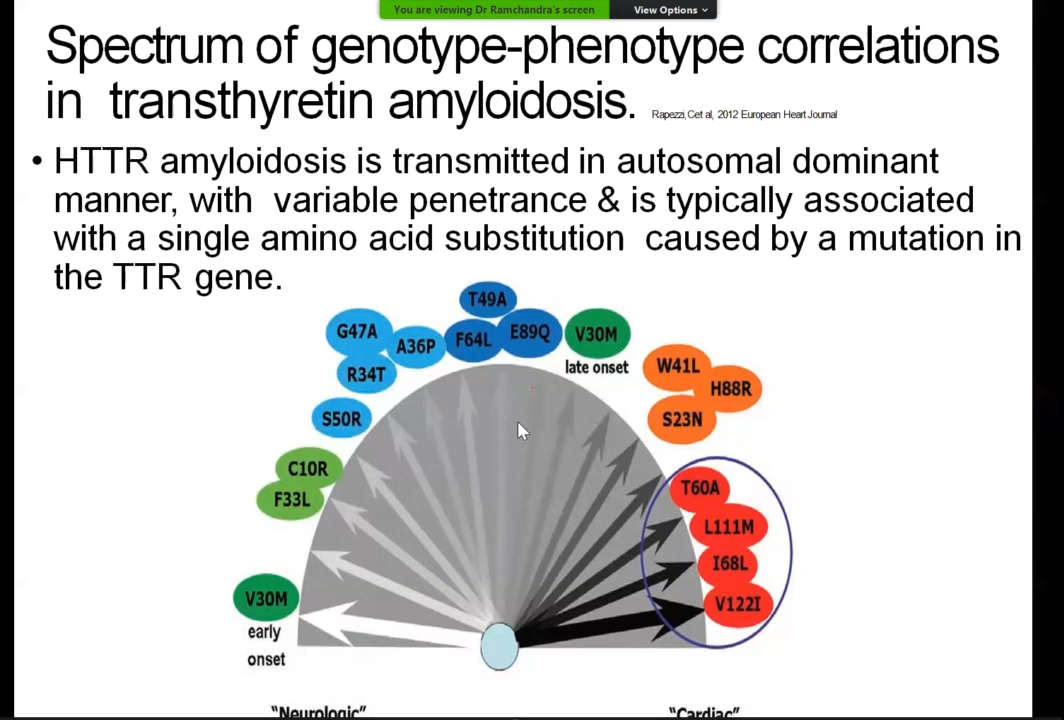 You are viewing Dr Ramchandra's screen
View Options
Spectrum of genotype-phenotype correlations
in transthyretin amyloidosis. Rapezzi, Cet al, 2012 European Heart Journal
• HTTR amyloidosis is transmitted in autosomal dominant
manner, with variable penetrance & is typically associated
with a single amino acid substitution caused by a mutation in
the TTR gene.
T49A
G47A
A36P
F64L
E89Q
V30M
late onset
R34T
W41L
H88R
S50R
S23N
C10R
F33L
T60A
L111M
I68L
V122I
V30M
early
onset
"Neurologic"
"Cardiac"